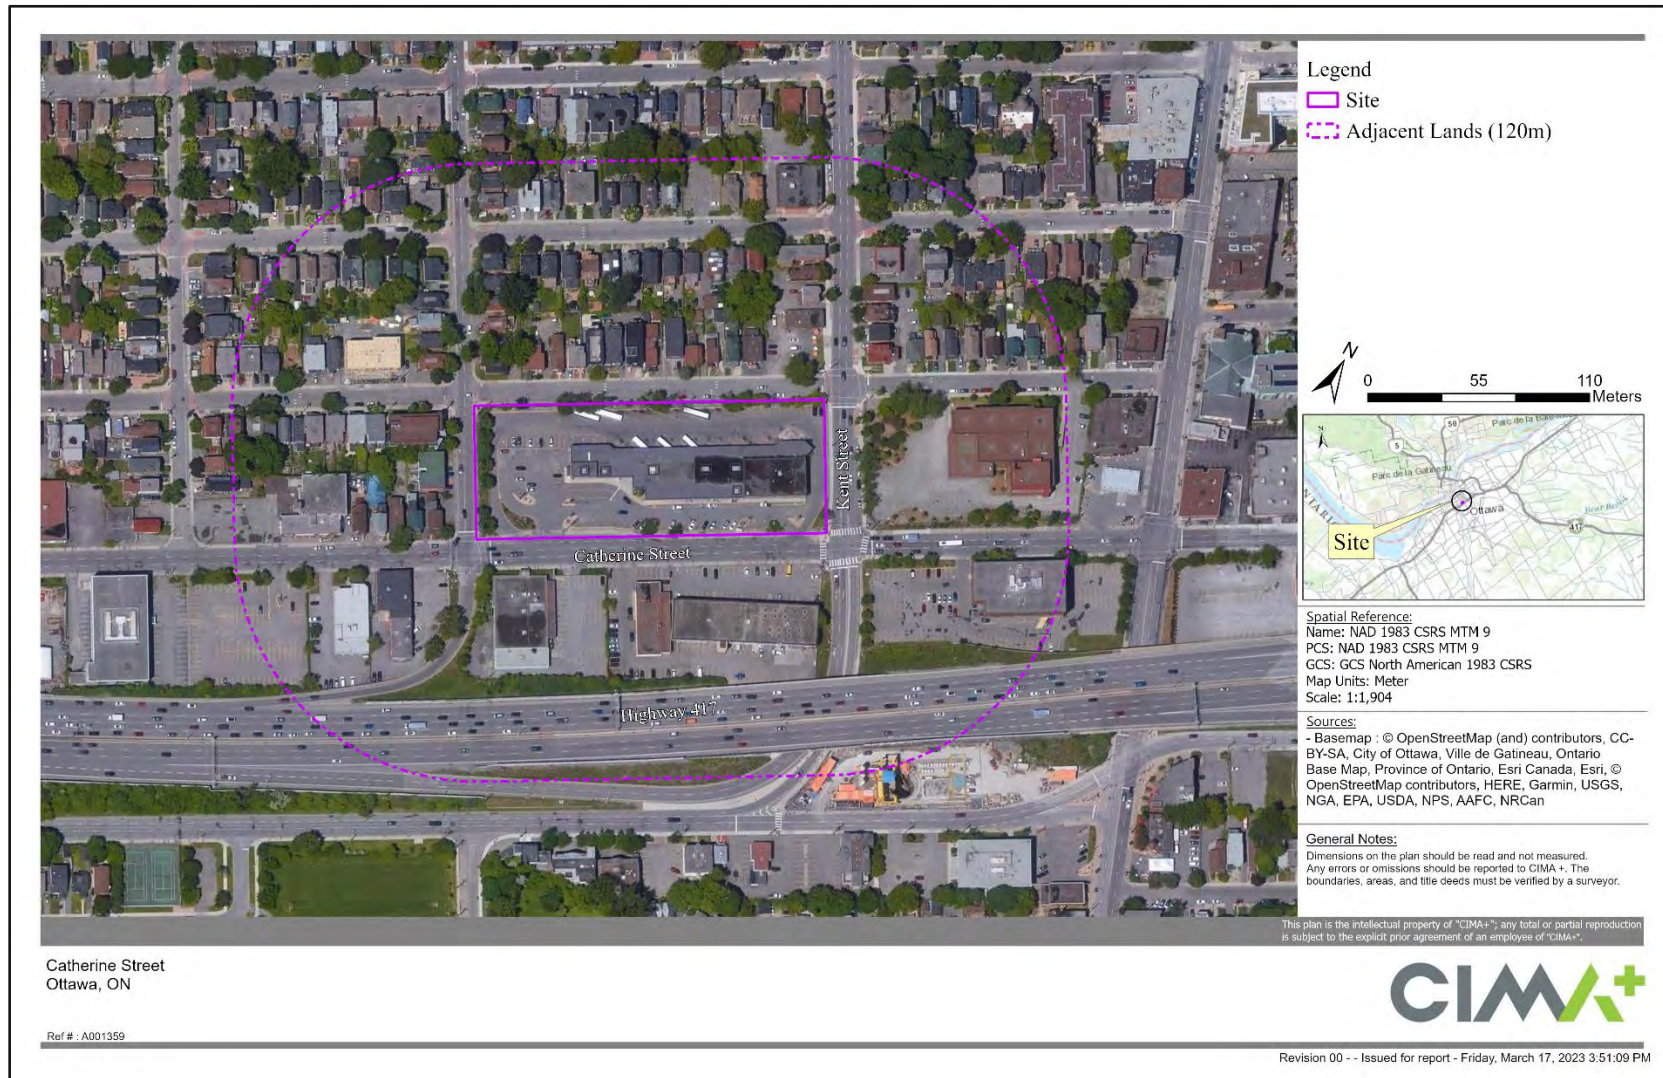 Legend
Site
Adjacent Lands (120m)
N
0 55 110
Meters
Kent Street
Catherine Street
Highway 417
N
50
5
Parc de la Gatineau
Ottawa
417
Site
Spatial Reference:
Name: NAD 1983 CSRS MTM 9
PCS: NAD 1983 CSRS MTM 9
GCS: GCS North American 1983 CSRS
Map Units: Meter
Scale: 1:1,904
Sources:
- Basemap : © OpenStreetMap (and) contributors, CC-
BY-SA, City of Ottawa, Ville de Gatineau, Ontario
Base Map, Province of Ontario, Esri Canada, Esri, ©
OpenStreetMap contributors, HERE, Garmin, USGS,
NGA, EPA, USDA, NPS, AAFC, NRCan
General Notes:
Dimensions on the plan should be read and not measured.
Any errors or omissions should be reported to CIMA +. The
boundaries, areas, and title deeds must be verified by a surveyor.
This plan is the intellectual property of "CIMA+"; any total or partial reproduction
is subject to the explicit prior agreement of an employee of "CIMA+".
Catherine Street
Ottawa, ON
CIMA+
Ref # : A001359
Revision 00 - - Issued for report - Friday, March 17, 2023 3:51:09 PM